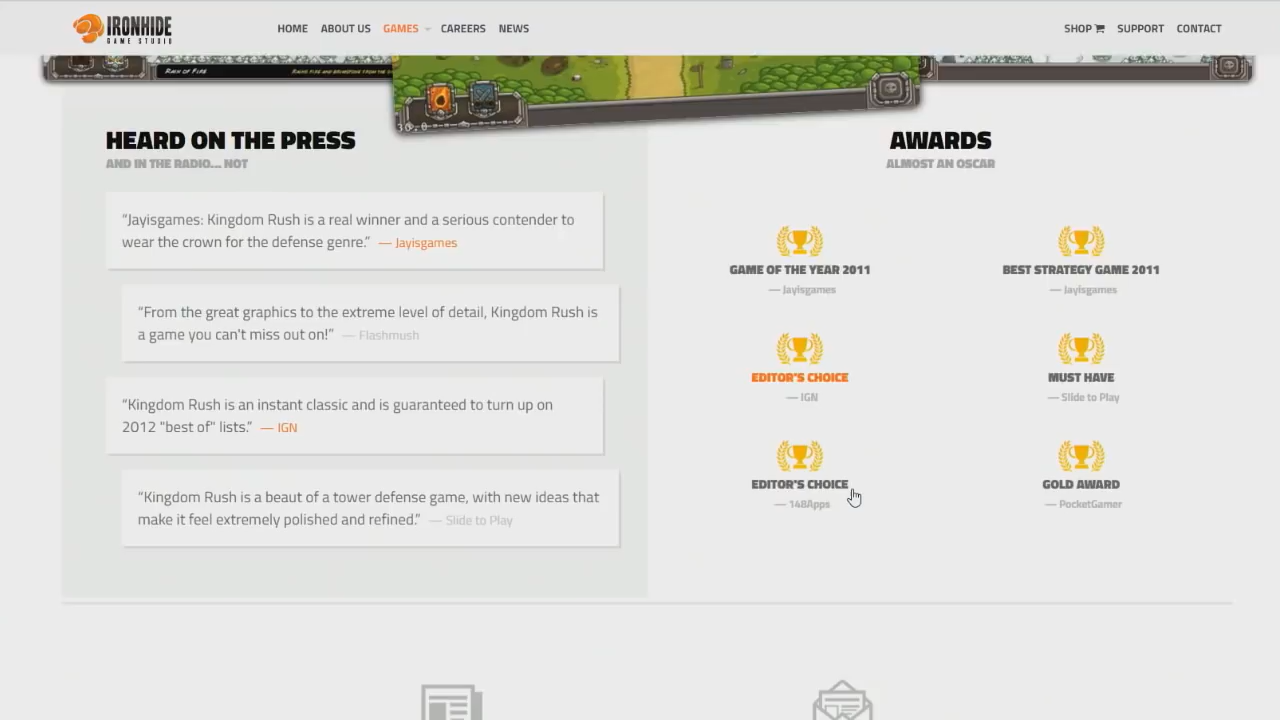 IRONHIDE
GAME STUDIO
HOME ABOUT US GAMES CAREERS NEWS
SHOP SUPPORT CONTACT
RAIN OF FIRE
36.0
HEARD ON THE PRESS
AND IN THE RADIO... NOT
“Jayisgames: Kingdom Rush is a real winner and a serious contender to
wear the crown for the defense genre.” — Jayisgames
“From the great graphics to the extreme level of detail, Kingdom Rush is
a game you can't miss out on!” — Flashmush
“Kingdom Rush is an instant classic and is guaranteed to turn up on
2012 "best of" lists.” — IGN
“Kingdom Rush is a beaut of a tower defense game, with new ideas that
make it feel extremely polished and refined.” — Slide to Play
AWARDS
ALMOST AN OSCAR
GAME OF THE YEAR 2011
— Jayisgames
BEST STRATEGY GAME 2011
— Jayisgames
EDITOR'S CHOICE
— IGN
MUST HAVE
— Slide to Play
EDITOR'S CHOICE
— 148Apps
GOLD AWARD
— PocketGamer